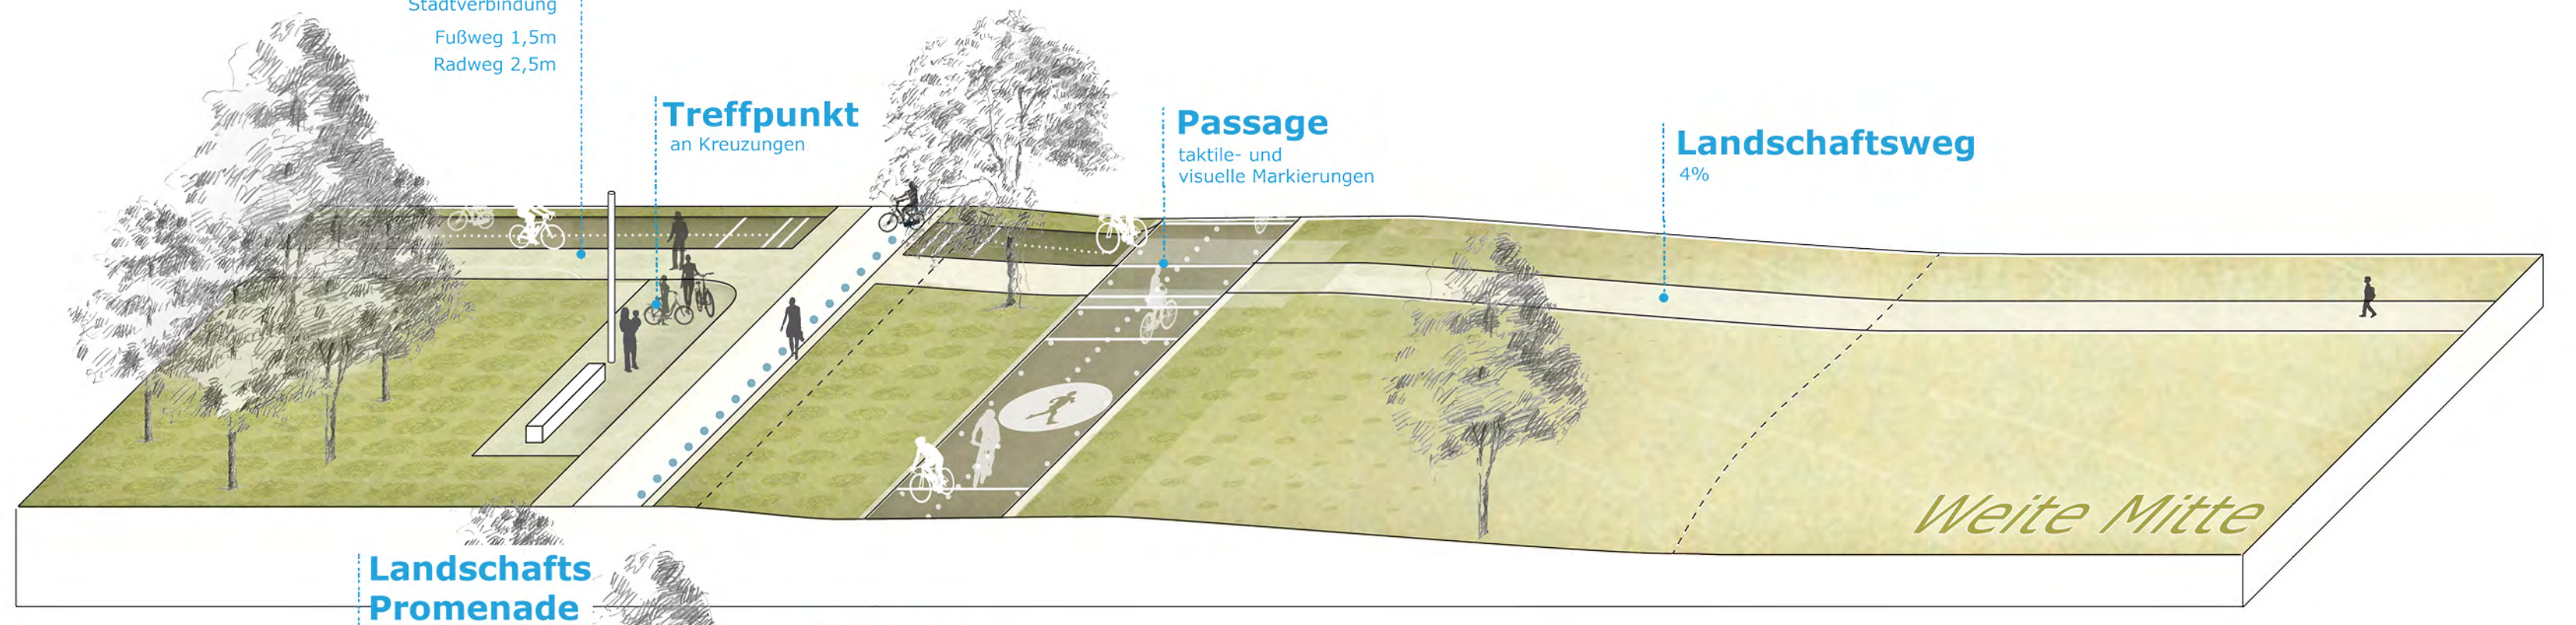 Stadtverbindung
Fußweg 1,5m
Radweg 2,5m
Treffpunkt
an Kreuzungen
Passage
taktile- und
visuelle Markierungen
Landschaftsweg
4%
Weite Mitte
Landschafts
Promenade